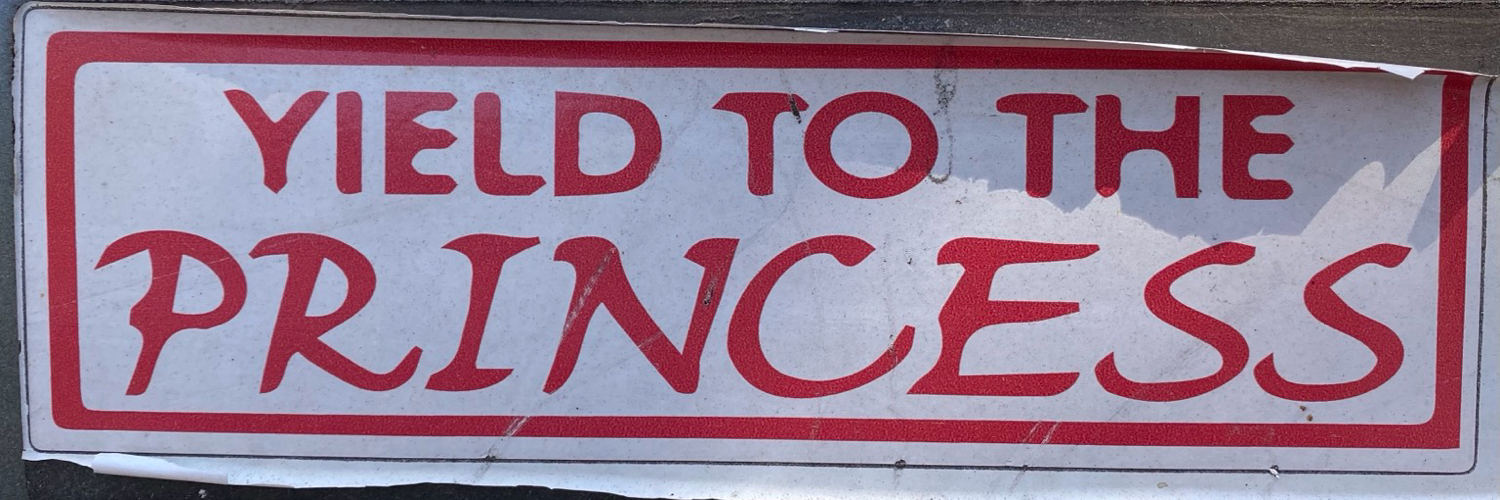 YIELD TO THE
PRINCESS